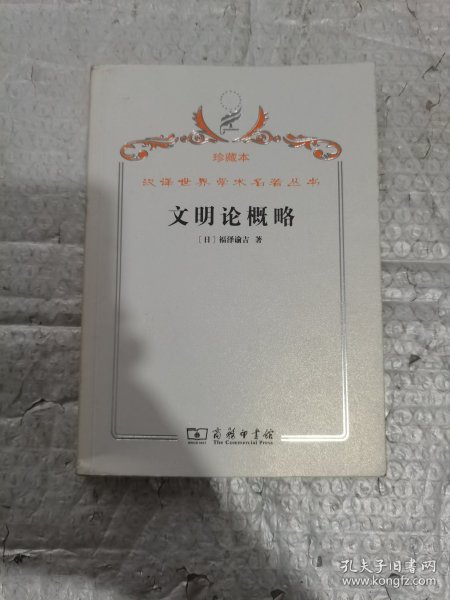 珍藏本
汉译世界学术名著丛书
文明论概略
〔日〕福泽谕吉 著
商务印书馆
The Commercial Press
孔夫子旧书网
www.kongfz.com